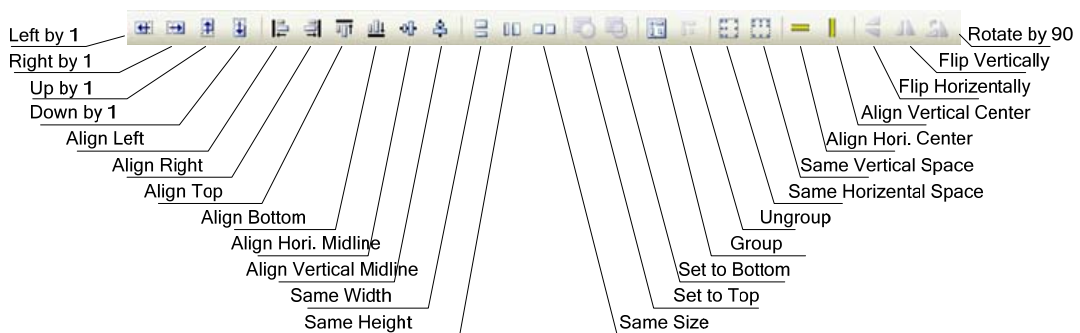 Left by 1
Right by 1
Up by 1
Down by 1
Align Left
Align Right
Align Top
Align Bottom
Align Hori. Midline
Align Vertical Midline
Same Width
Same Height
Same Size
Set to Top
Set to Bottom
Group
Ungroup
Same Horizental Space
Same Vertical Space
Align Hori. Center
Align Vertical Center
Flip Horizentally
Flip Vertically
Rotate by 90